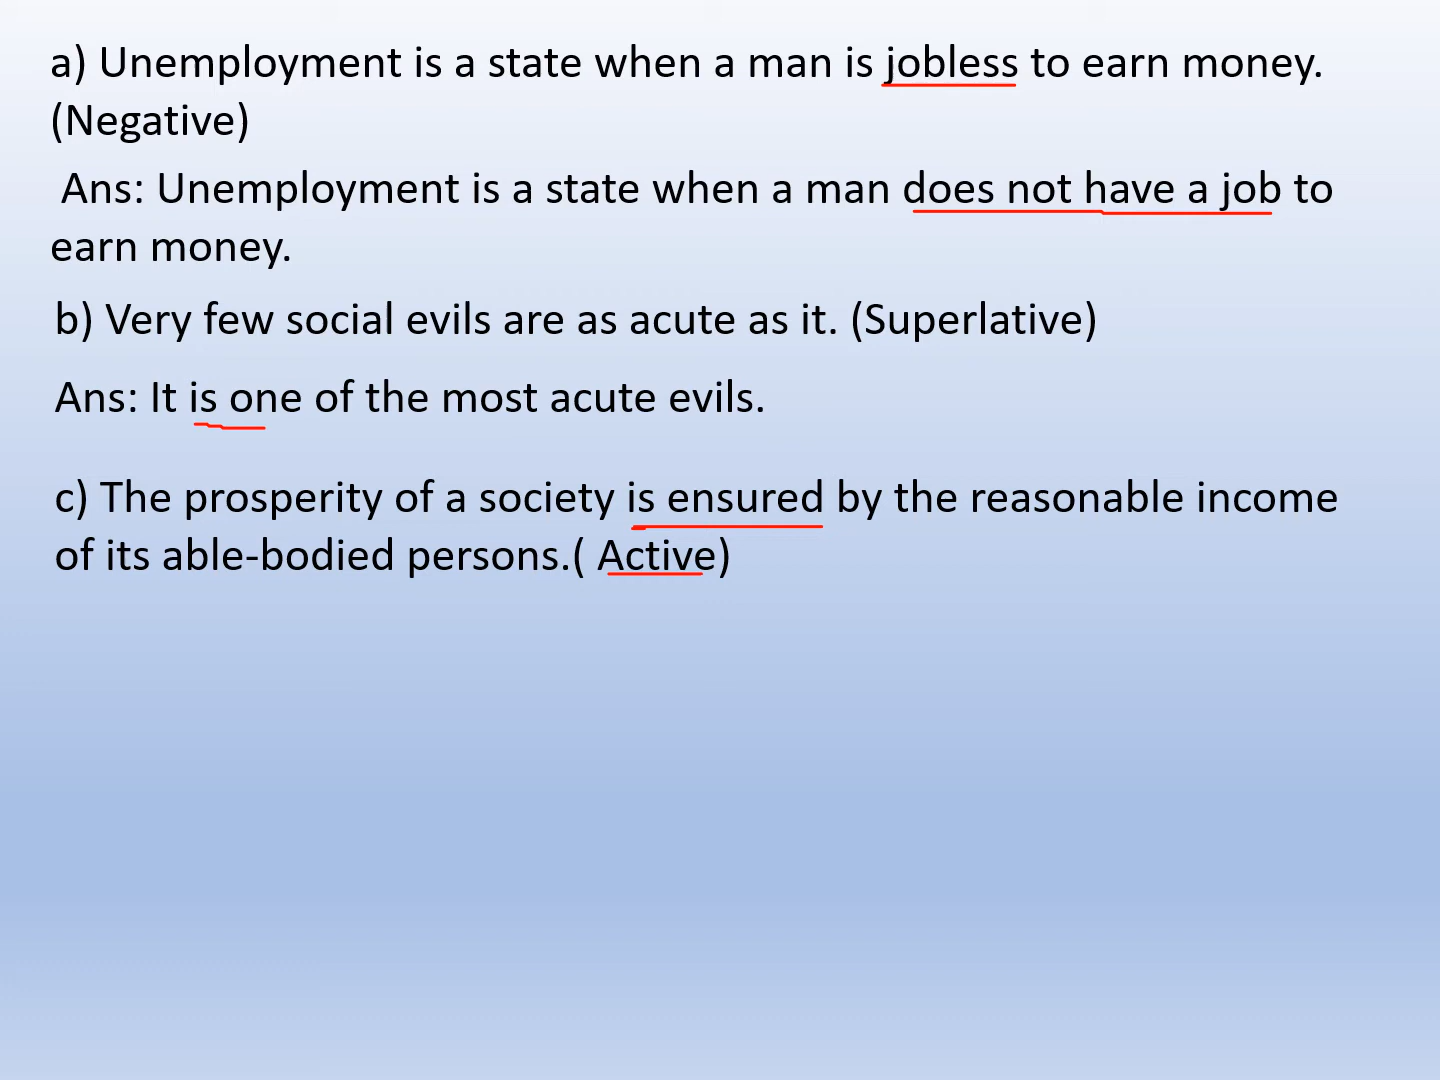 a) Unemployment is a state when a man is jobless to earn money.
(Negative)
Ans: Unemployment is a state when a man does not have a job to
earn money.
b) Very few social evils are as acute as it. (Superlative)
Ans: It is one of the most acute evils.
c) The prosperity of a society is ensured by the reasonable income
of its able-bodied persons.( Active)